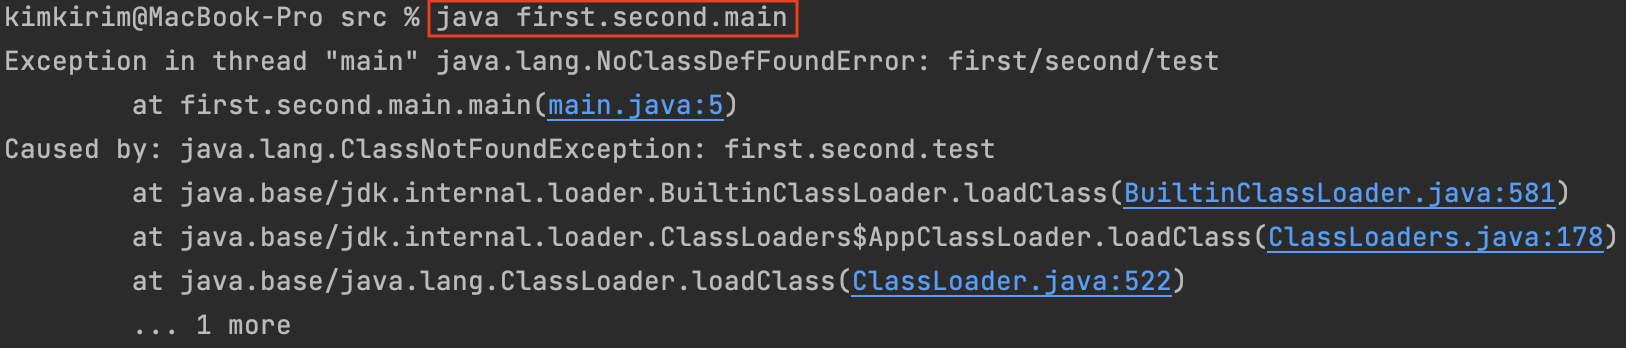 kimkirim@MacBook-Pro src % java first.second.main
Exception in thread "main" java.lang.NoClassDefFoundError: first/second/test
        at first.second.main.main(main.java:5)
Caused by: java.lang.ClassNotFoundException: first.second.test
        at java.base/jdk.internal.loader.BuiltinClassLoader.loadClass(BuiltinClassLoader.java:581)
        at java.base/jdk.internal.loader.ClassLoaders$AppClassLoader.loadClass(ClassLoaders.java:178)
        at java.base/java.lang.ClassLoader.loadClass(ClassLoader.java:522)
        ... 1 more